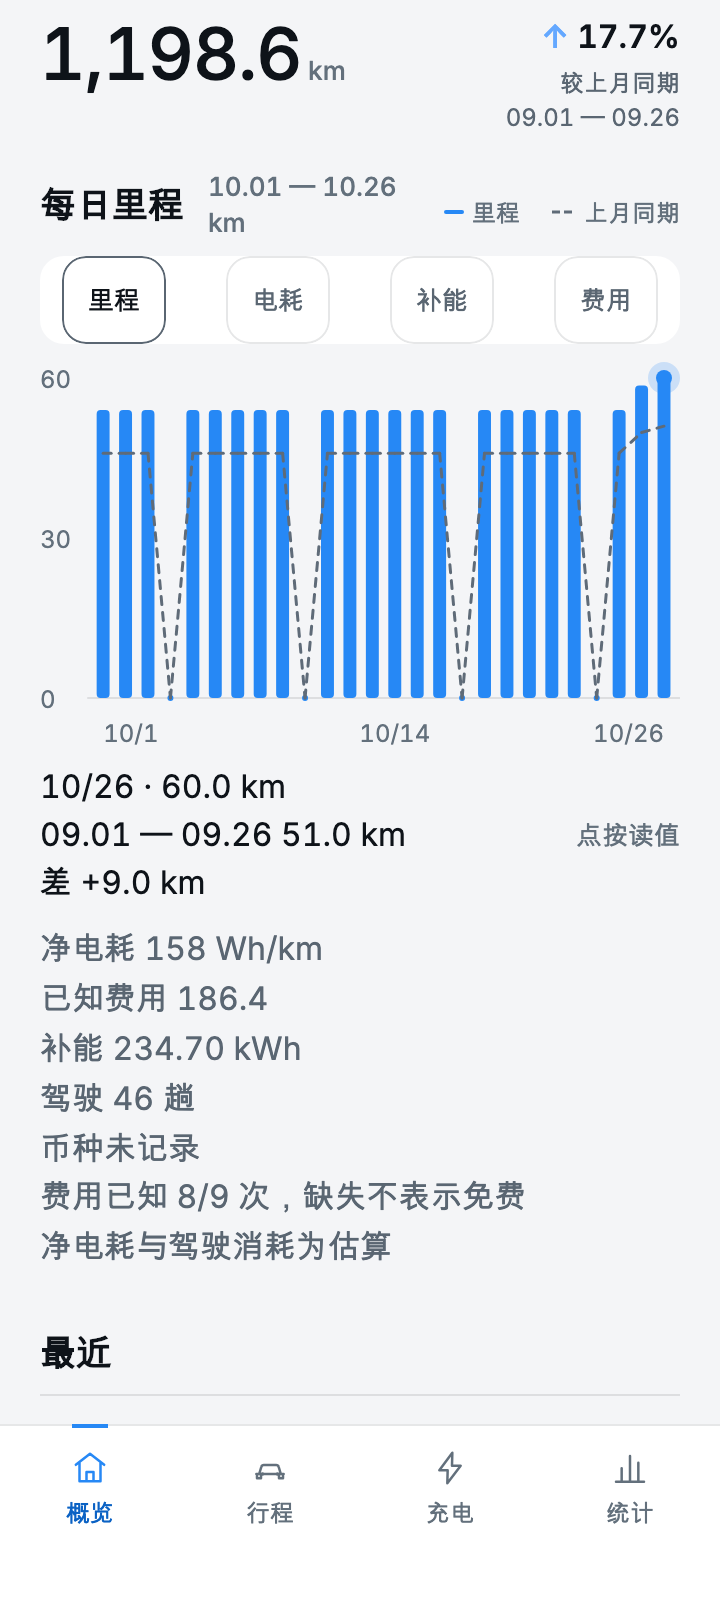 1,198.6 km
↑ 17.7%
较上月同期
09.01 — 09.26
每日里程
10.01 — 10.26
km
里程
上月同期
里程
电耗
补能
费用
60
30
0
10/1
10/14
10/26
10/26 · 60.0 km
09.01 — 09.26 51.0 km
差 +9.0 km
点按读值
净电耗 158 Wh/km
已知费用 186.4
补能 234.70 kWh
驾驶 46 趟
币种未记录
费用已知 8/9 次，缺失不表示免费
净电耗与驾驶消耗为估算
最近
概览
行程
充电
统计